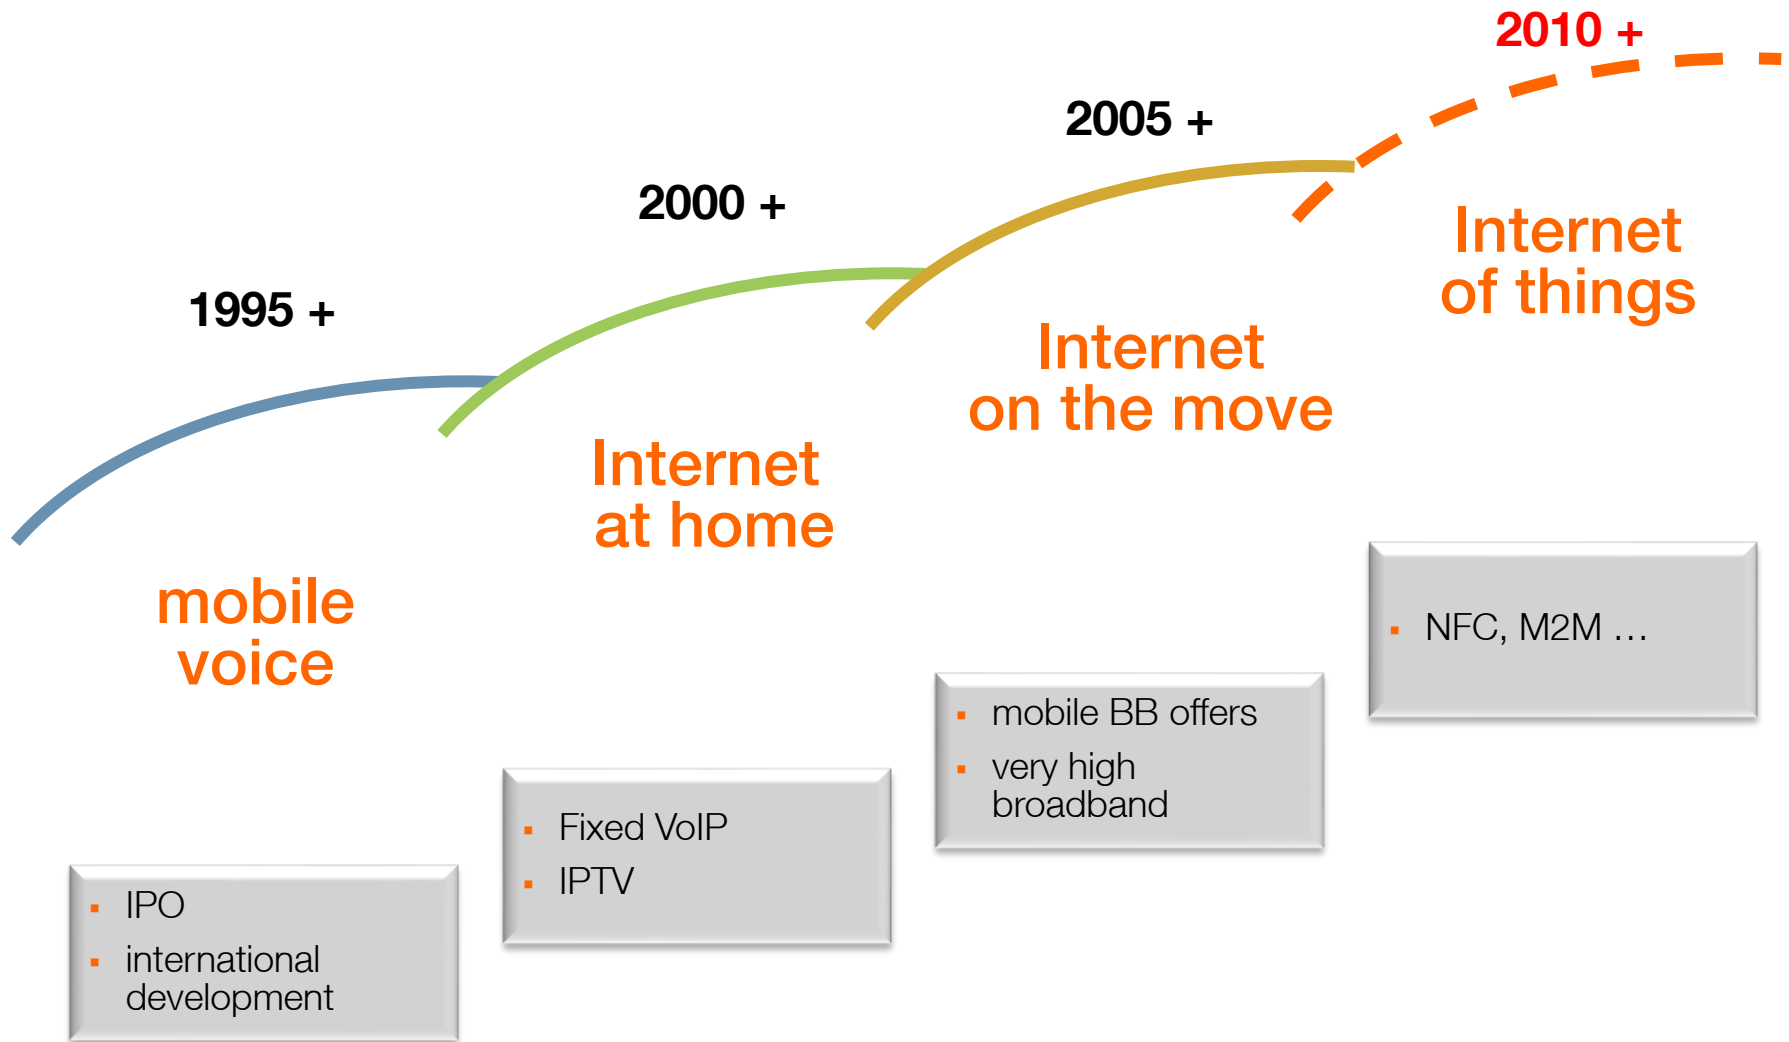 1995 +
mobile
voice
IPO
international
development
2000 +
Internet
at home
Fixed VoIP
IPTV
2005 +
Internet
on the move
mobile BB offers
very high
broadband
2010 +
Internet
of things
NFC, M2M …